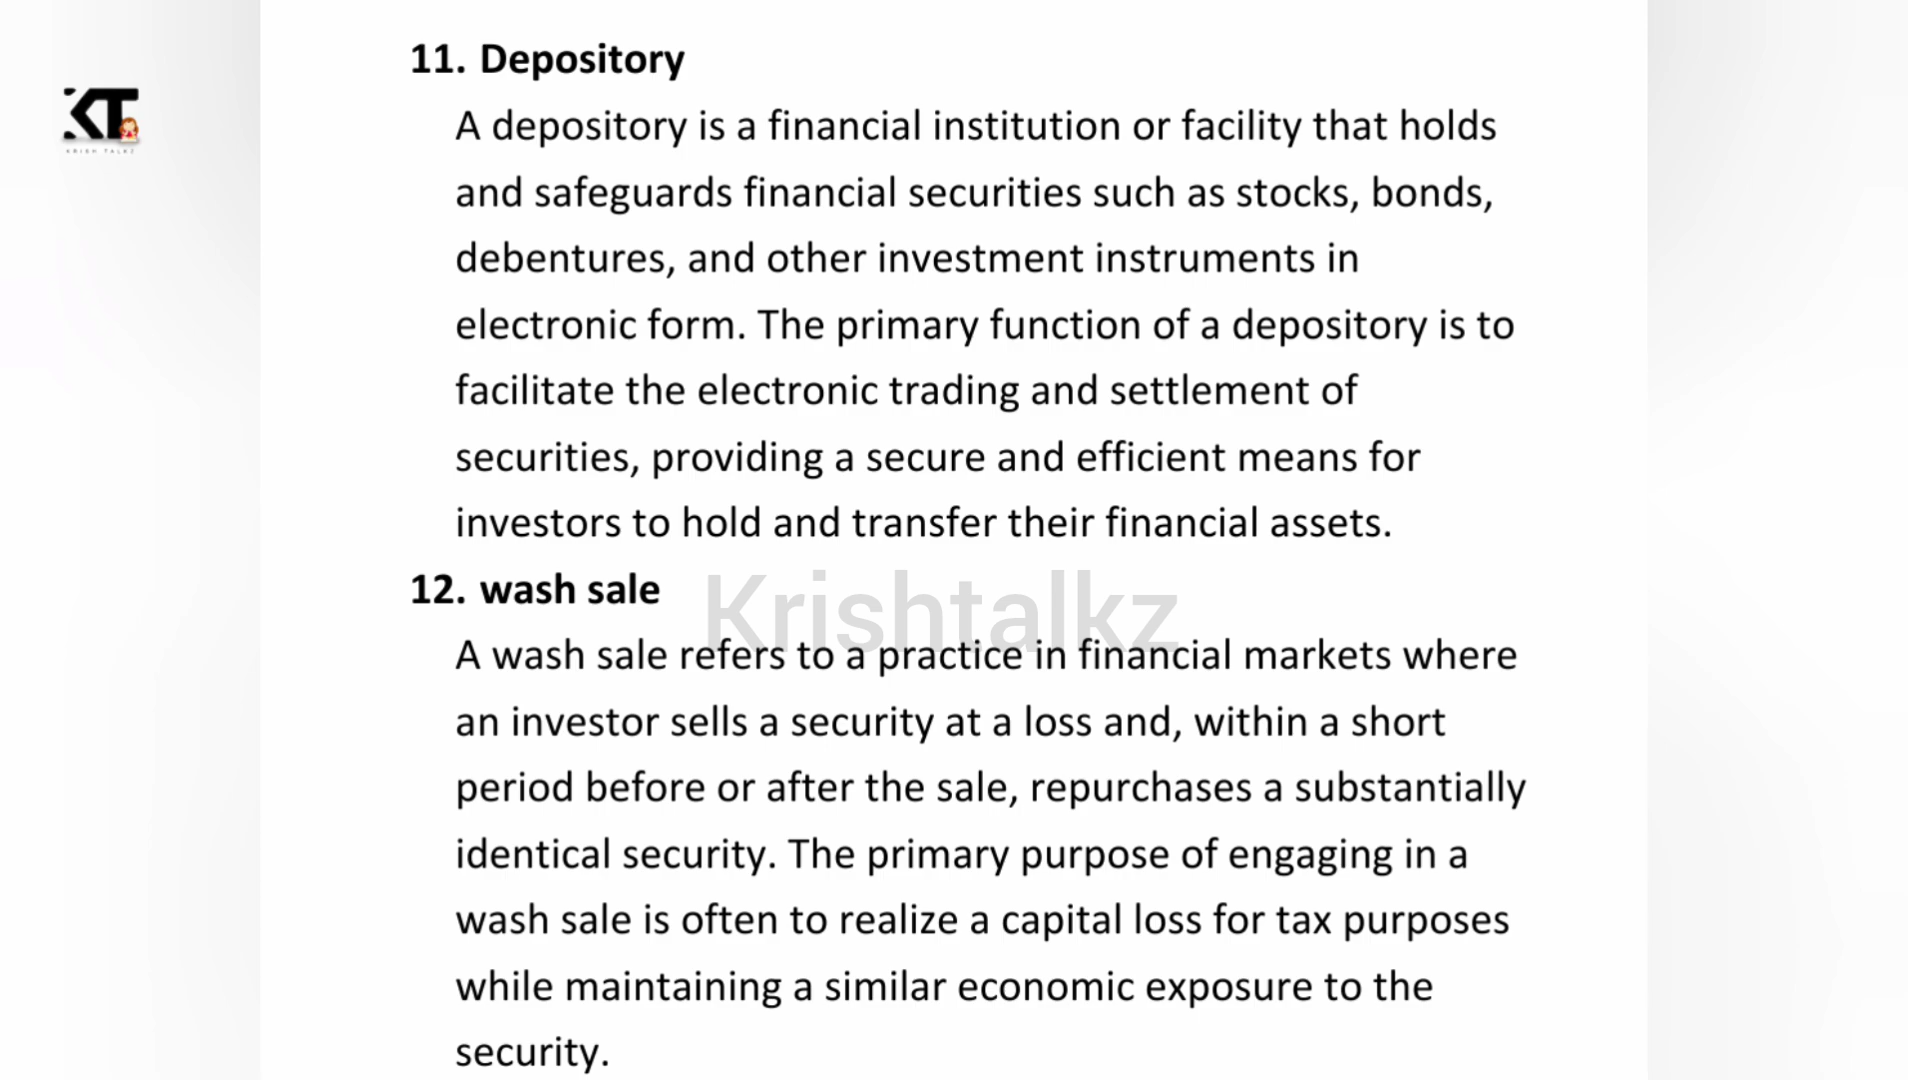 KT
KRISH TALKZ
11. Depository
A depository is a financial institution or facility that holds
and safeguards financial securities such as stocks, bonds,
debentures, and other investment instruments in
electronic form. The primary function of a depository is to
facilitate the electronic trading and settlement of
securities, providing a secure and efficient means for
investors to hold and transfer their financial assets.
12. wash sale
Krishtalkz
A wash sale refers to a practice in financial markets where
an investor sells a security at a loss and, within a short
period before or after the sale, repurchases a substantially
identical security. The primary purpose of engaging in a
wash sale is often to realize a capital loss for tax purposes
while maintaining a similar economic exposure to the
security.